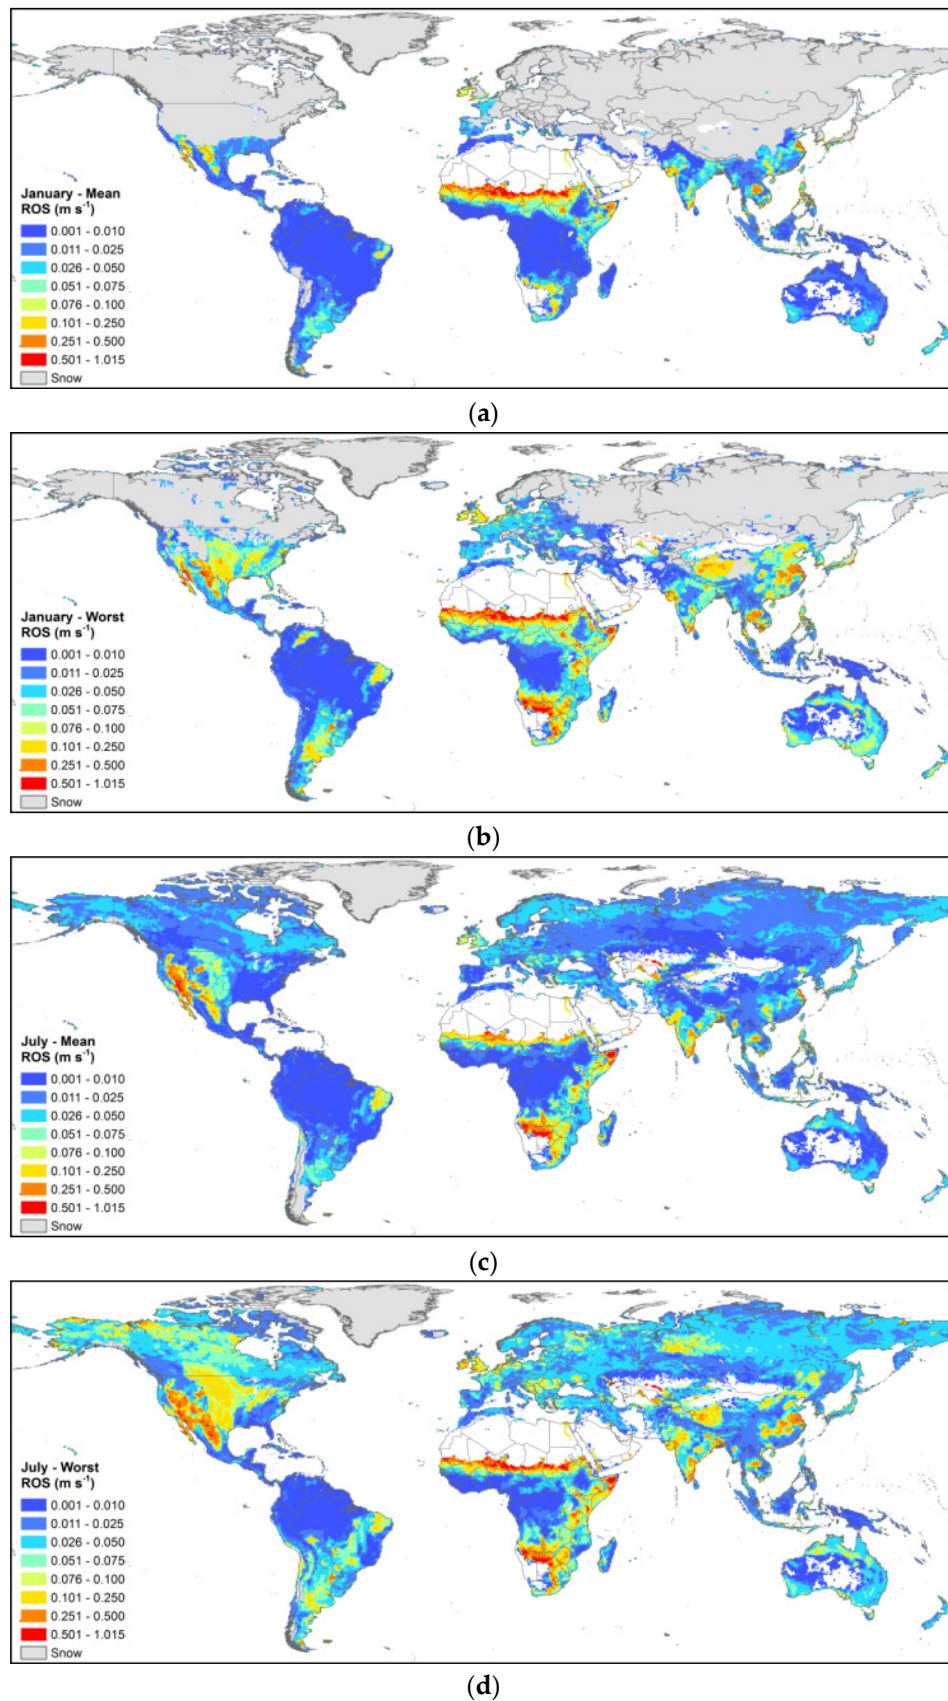 January - Mean
ROS (m s-1)
0.001 - 0.010
0.011 - 0.025
0.026 - 0.050
0.051 - 0.075
0.076 - 0.100
0.101 - 0.250
0.251 - 0.500
0.501 - 1.015
Snow
(a)
January - Worst
ROS (m s-1)
0.001 - 0.010
0.011 - 0.025
0.026 - 0.050
0.051 - 0.075
0.076 - 0.100
0.101 - 0.250
0.251 - 0.500
0.501 - 1.015
Snow
(b)
July - Mean
ROS (m s-1)
0.001 - 0.010
0.011 - 0.025
0.026 - 0.050
0.051 - 0.075
0.076 - 0.100
0.101 - 0.250
0.251 - 0.500
0.501 - 1.015
Snow
(c)
July - Worst
ROS (m s-1)
0.001 - 0.010
0.011 - 0.025
0.026 - 0.050
0.051 - 0.075
0.076 - 0.100
0.101 - 0.250
0.251 - 0.500
0.501 - 1.015
Snow
(d)